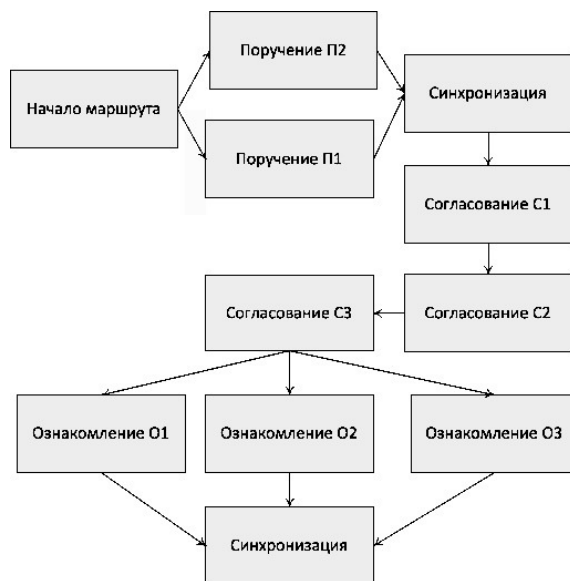 Поручение П2
Начало маршрута
Синхронизация
Поручение П1
Согласование С1
Согласование С3
Согласование С2
Ознакомление О1
Ознакомление О2
Ознакомление О3
Синхронизация